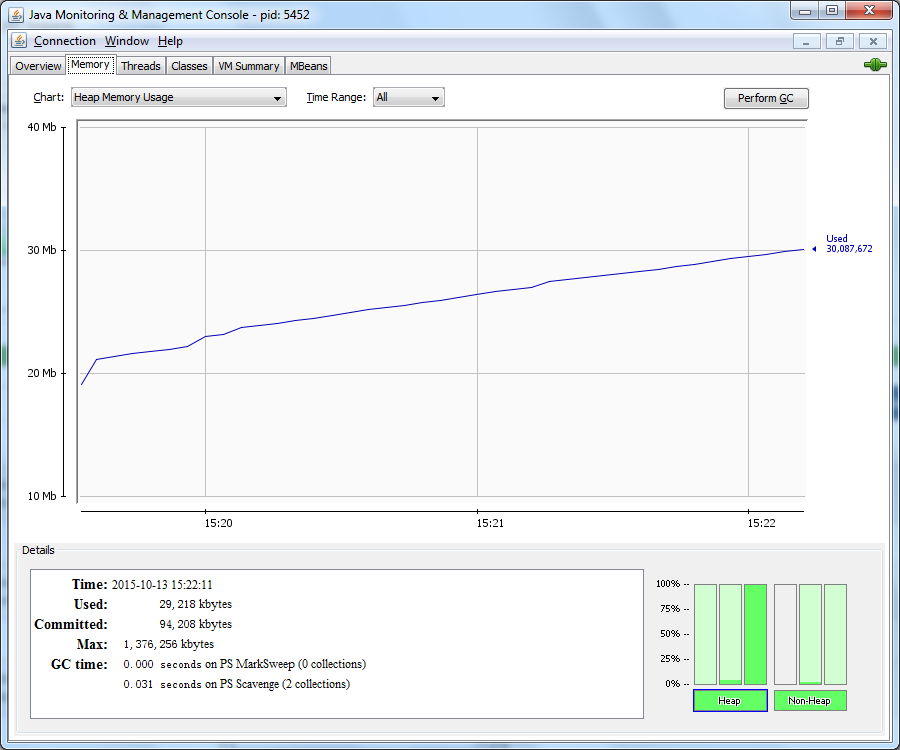 Java Monitoring & Management Console - pid: 5452
Connection Window Help
Overview Memory Threads Classes VM Summary MBeans
Chart: Heap Memory Usage Time Range: All Perform GC
40 Mb
30 Mb
20 Mb
10 Mb
Used
30,087,672
15:20 15:21 15:22
Details
Time: 2015-10-13 15:22:11
Used: 29,218 kbytes
Committed: 94,208 kbytes
Max: 1,376,256 kbytes
GC time: 0.000 seconds on PS MarkSweep (0 collections)
0.031 seconds on PS Scavenge (2 collections)
100% --
75% --
50% --
25% --
0% --
Heap Non-Heap